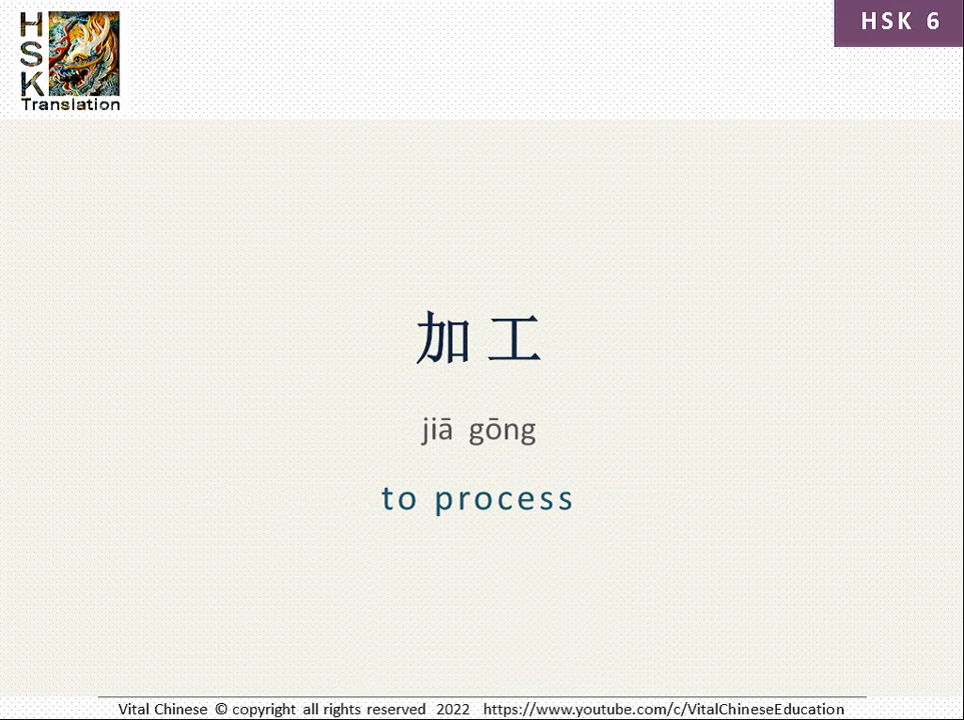 HSK
Translation
HSK 6
加工
jiā gōng
to process
Vital Chinese © copyright all rights reserved 2022 https://www.youtube.com/c/VitalChineseEducation